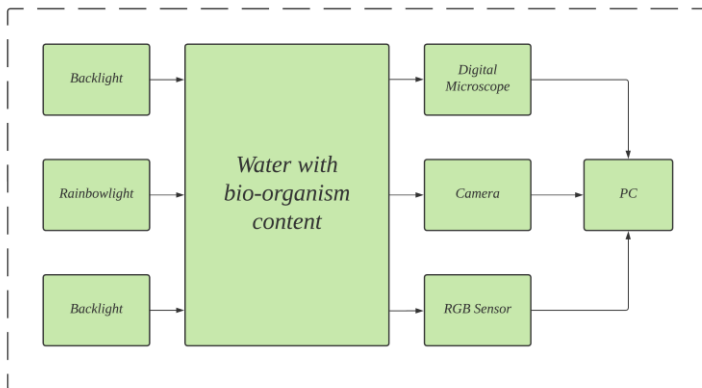 Backlight
Digital
Microscope
Rainbowlight
Water with
bio-organism
content
Camera
PC
Backlight
RGB Sensor